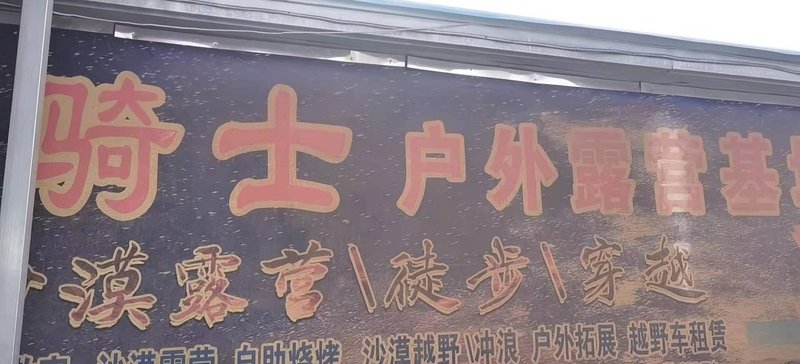 骑士 户外露营基
漠露营\徒步\穿越
沙漠露营 自助烧烤 沙漠越野\冲浪 户外拓展 越野车租赁